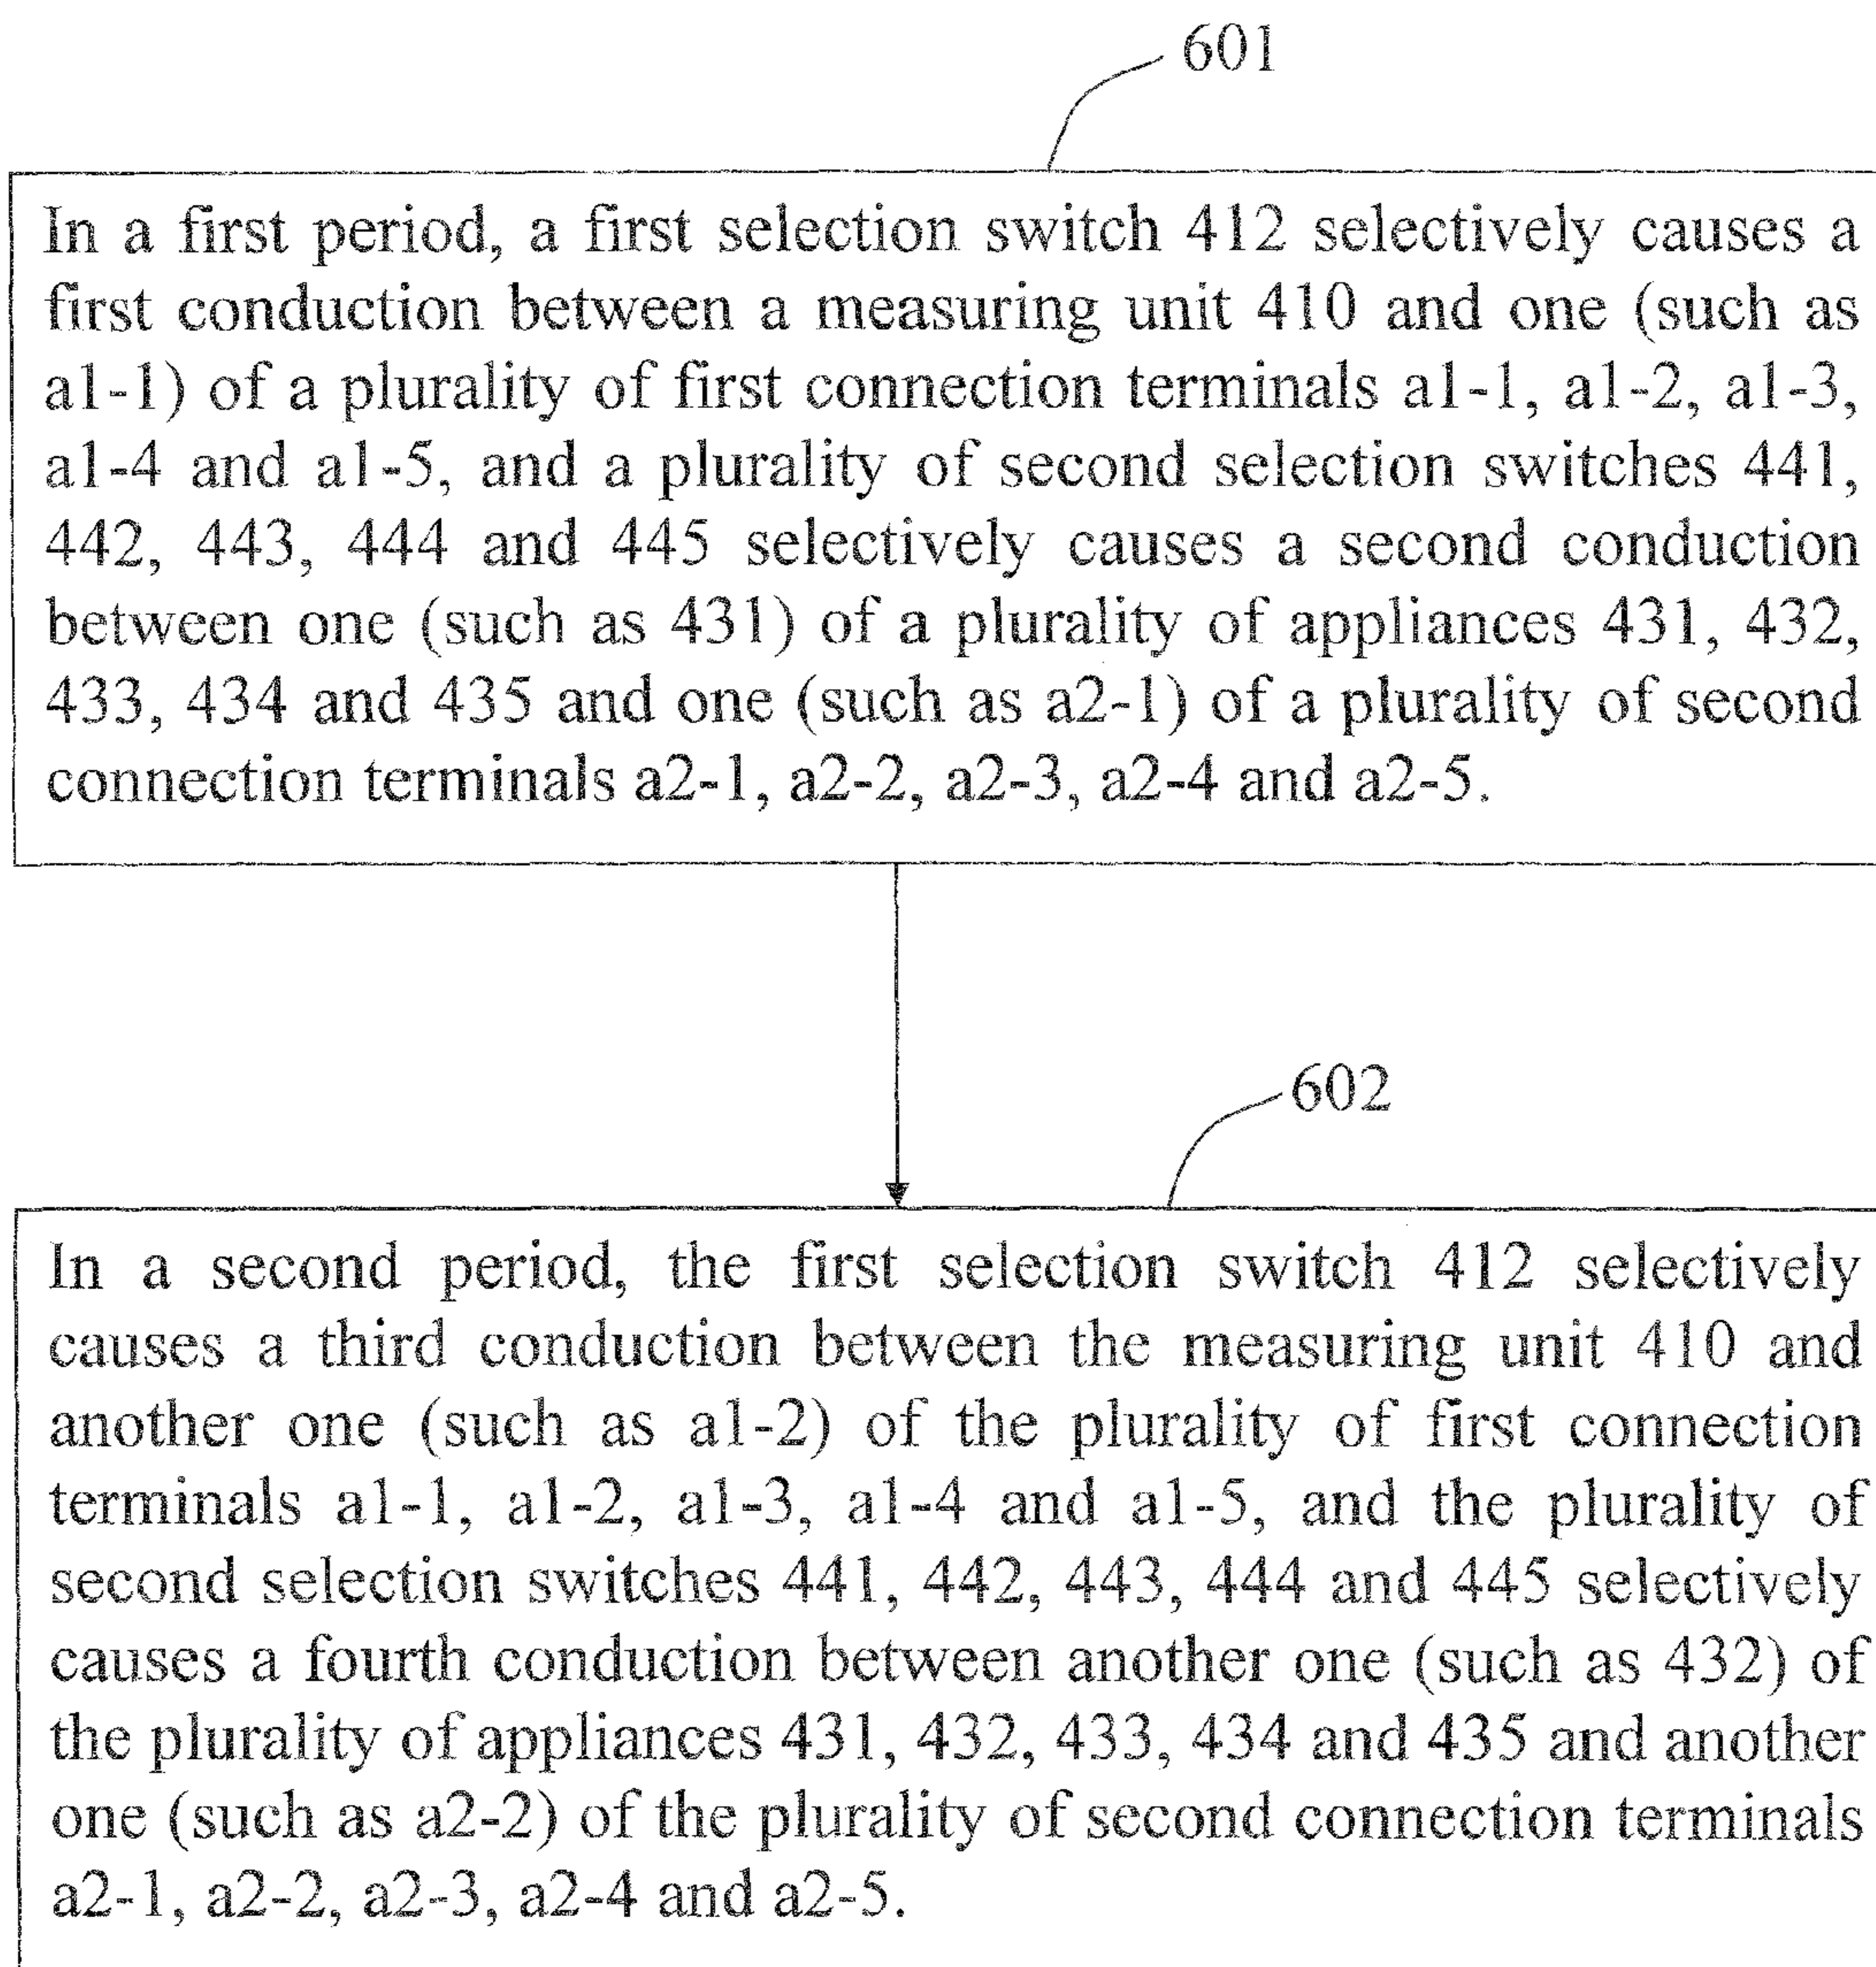 601
In a first period, a first selection switch 412 selectively causes a
first conduction between a measuring unit 410 and one (such as
a1-1) of a plurality of first connection terminals a1-1, a1-2, a1-3,
a1-4 and a1-5, and a plurality of second selection switches 441,
442, 443, 444 and 445 selectively causes a second conduction
between one (such as 431) of a plurality of appliances 431, 432,
433, 434 and 435 and one (such as a2-1) of a plurality of second
connection terminals a2-1, a2-2, a2-3, a2-4 and a2-5.
602
In a second period, the first selection switch 412 selectively
causes a third conduction between the measuring unit 410 and
another one (such as a1-2) of the plurality of first connection
terminals a1-1, a1-2, a1-3, a1-4 and a1-5, and the plurality of
second selection switches 441, 442, 443, 444 and 445 selectively
causes a fourth conduction between another one (such as 432) of
the plurality of appliances 431, 432, 433, 434 and 435 and another
one (such as a2-2) of the plurality of second connection terminals
a2-1, a2-2, a2-3, a2-4 and a2-5.